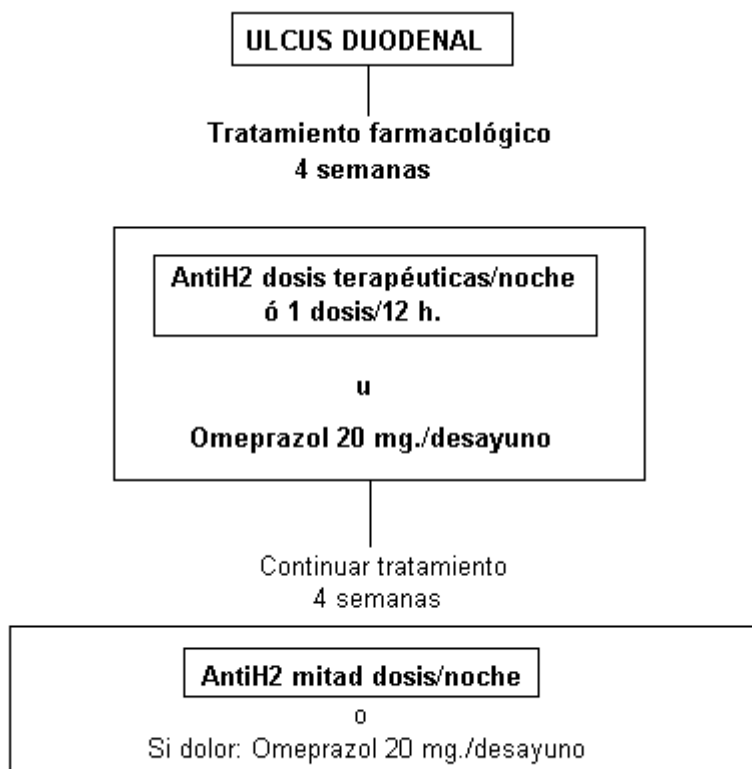 ULCUS DUODENAL
Tratamiento farmacológico
4 semanas
AntiH2 dosis terapéuticas/noche
ó 1 dosis/12 h.
u
Omeprazol 20 mg./desayuno
Continuar tratamiento
4 semanas
AntiH2 mitad dosis/noche
o
Si dolor: Omeprazol 20 mg./desayuno